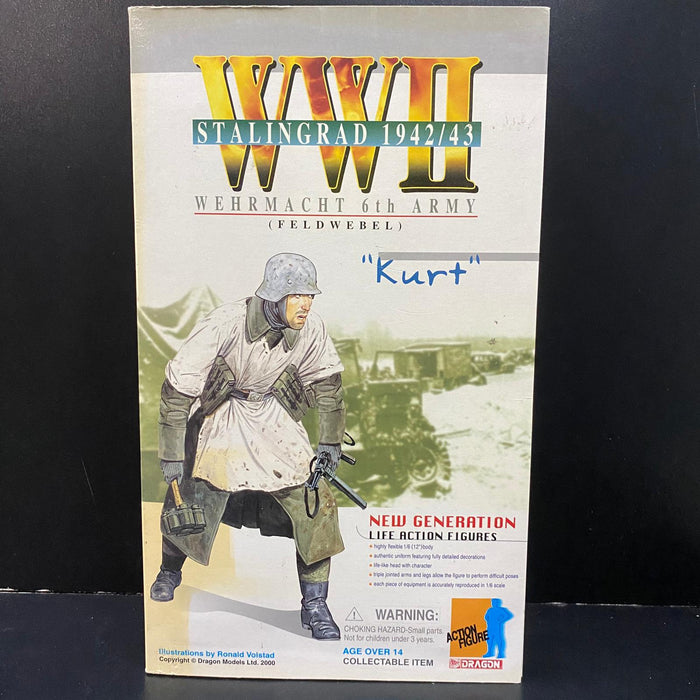 WWII
STALINGRAD 1942/43
WEHRMACHT 6th ARMY
(FELDWEBEL)
"Kurt"
NEW GENERATION
LIFE ACTION FIGURES
highly flexible 1/6 (12")body
authentic uniform featuring fully detailed decorations
life-like head with character
triple jointed arms and legs allow the figure to perform difficult poses
each piece of equipment is accurately reproduced in 1/6 scale
WARNING:
CHOKING HAZARD-Small parts.
Not for children under 3 years.
AGE OVER 14
COLLECTABLE ITEM
ACTION
FIGURE
DRAGON
Illustrations by Ronald Volstad
Copyright © Dragon Models Ltd. 2000